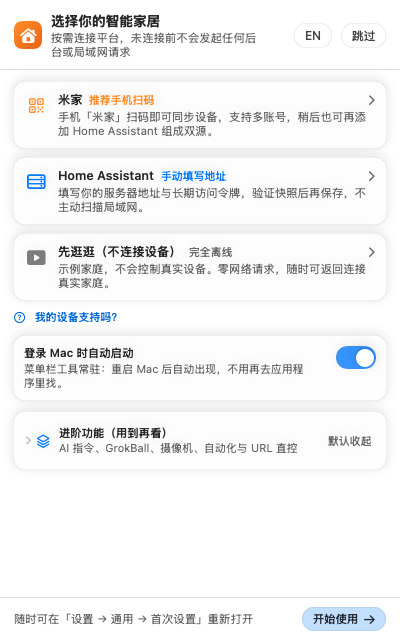 选择你的智能家居
按需连接平台，未连接前不会发起任何后
台或局域网请求
EN
跳过
米家 推荐手机扫码
手机「米家」扫码即可同步设备，支持多账号，稍后也可再添
加 Home Assistant 组成双源。
Home Assistant 手动填写地址
填写你的服务器地址与长期访问令牌，验证快照后再保存，不
主动扫描局域网。
先逛逛（不连接设备） 完全离线
示例家庭，不会控制真实设备。零网络请求，随时可返回连接
真实家庭。
我的设备支持吗?
登录 Mac 时自动启动
菜单栏工具常驻：重启 Mac 后自动出现，不用再去应用程
序里找。
进阶功能（用到再看）
AI 指令、GrokBall、摄像机、自动化与 URL 直控
默认收起
随时可在「设置 → 通用 → 首次设置」重新打开
开始使用 →